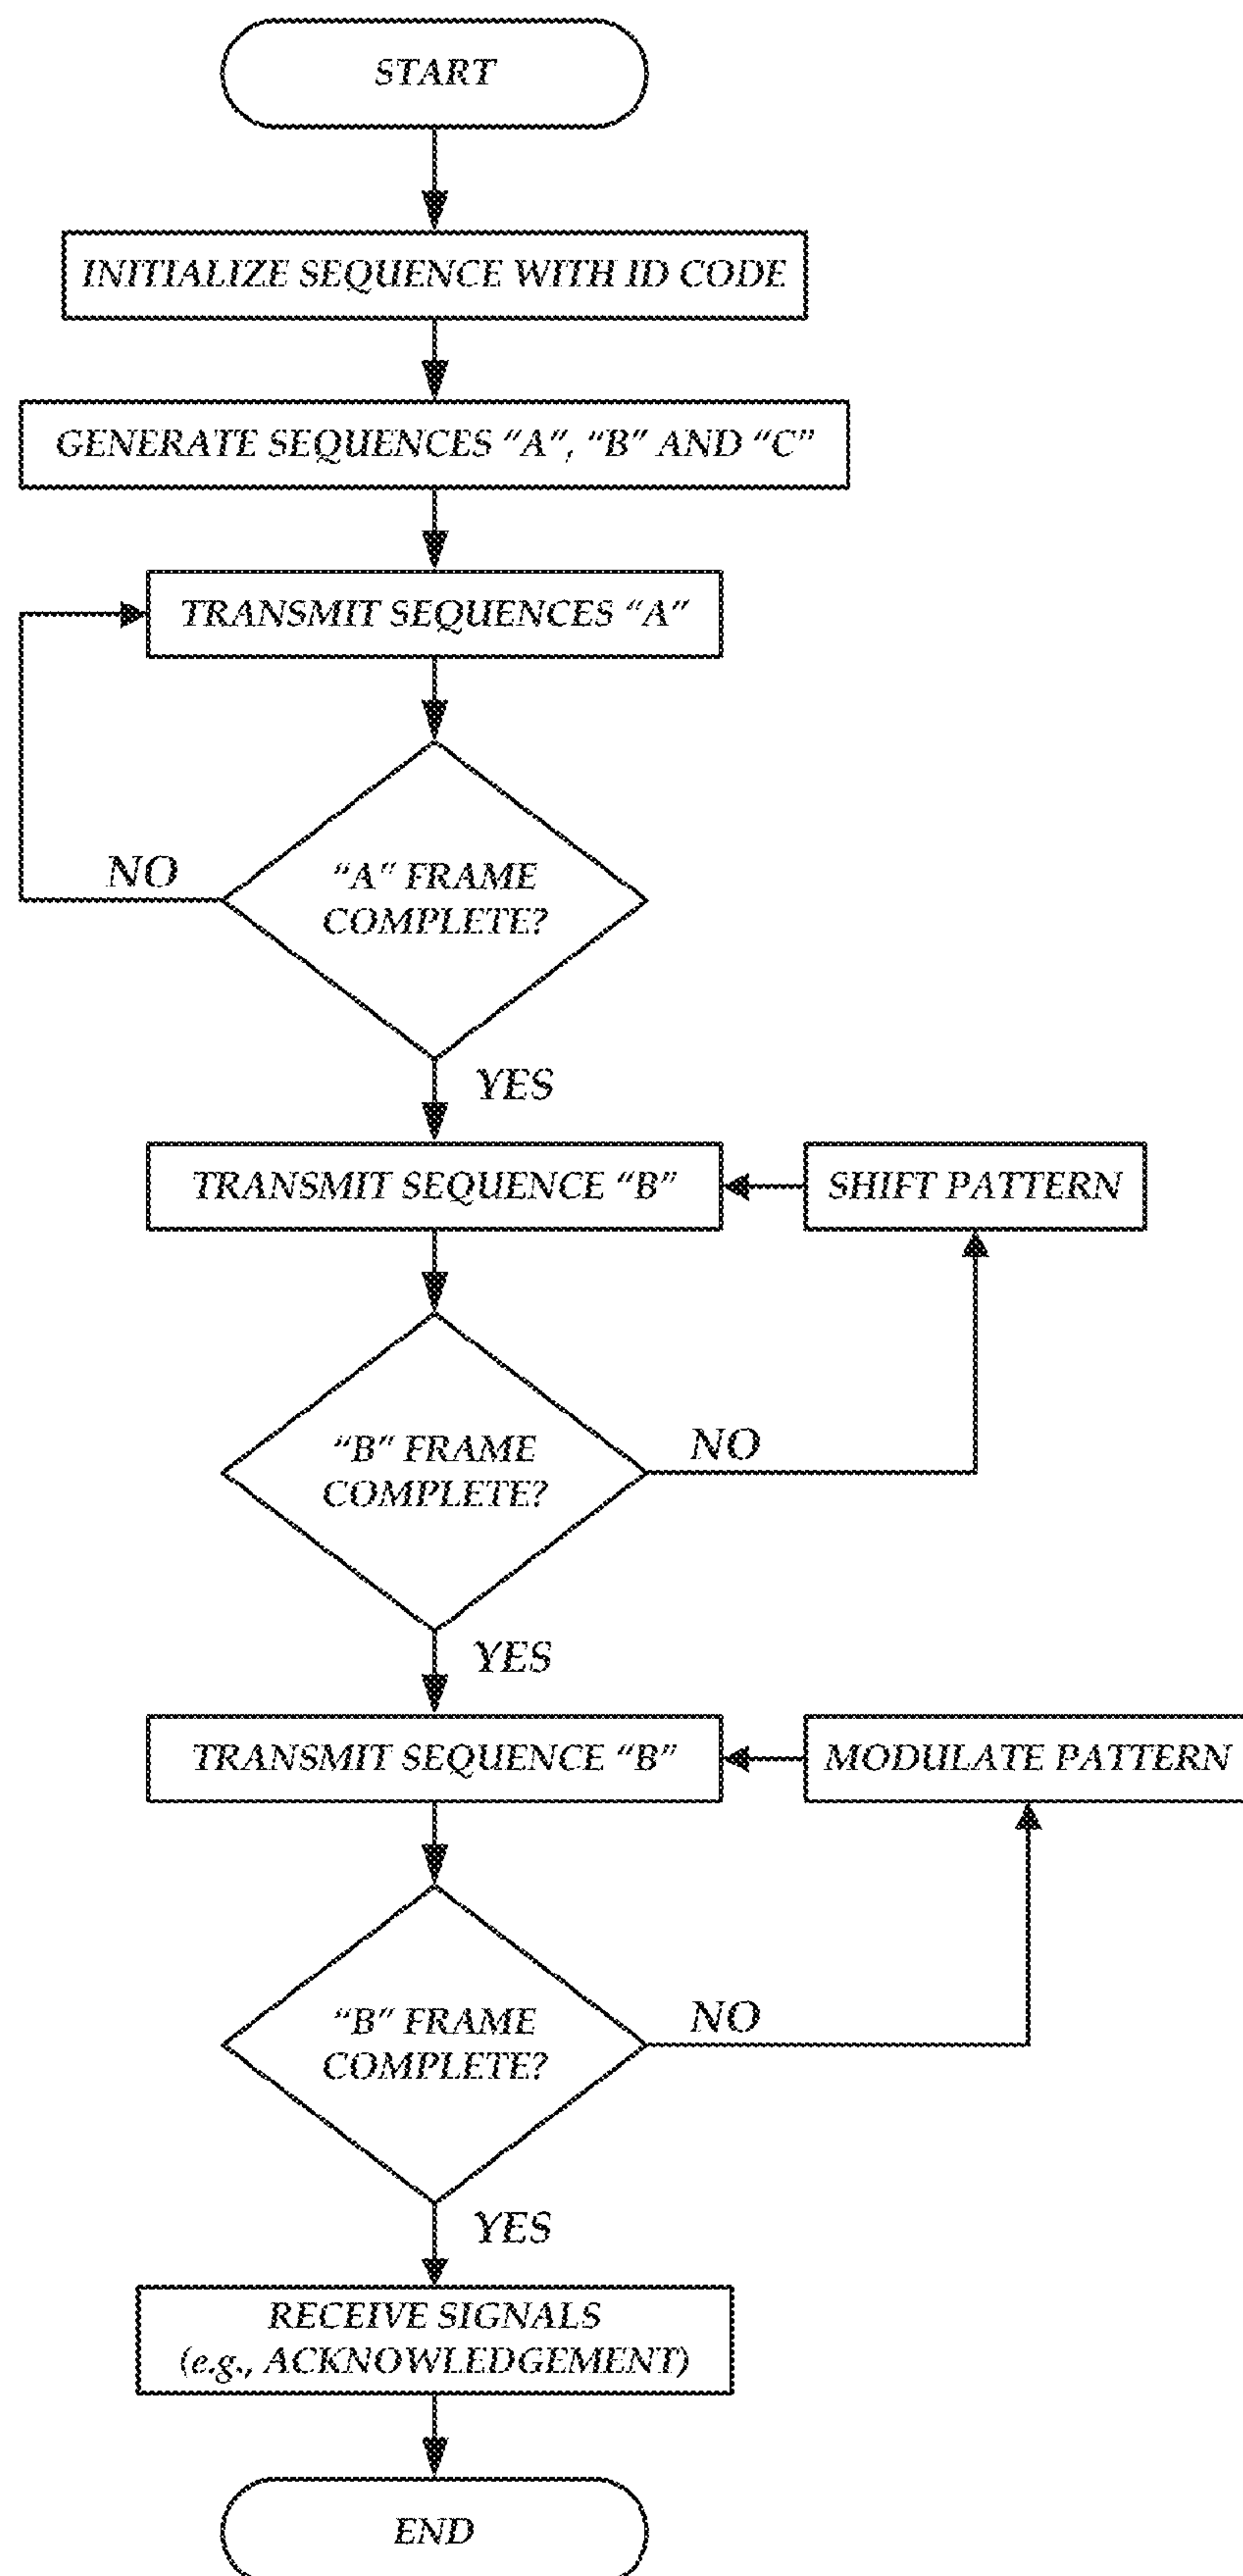 START
INITIALIZE SEQUENCE WITH ID CODE
GENERATE SEQUENCES “A”, “B” AND “C”
TRANSMIT SEQUENCES “A”
NO
“A” FRAME
COMPLETE?
YES
TRANSMIT SEQUENCE “B”
SHIFT PATTERN
“B” FRAME
COMPLETE?
NO
YES
TRANSMIT SEQUENCE “B”
MODULATE PATTERN
“B” FRAME
COMPLETE?
NO
YES
RECEIVE SIGNALS
(e.g., ACKNOWLEDGEMENT)
END